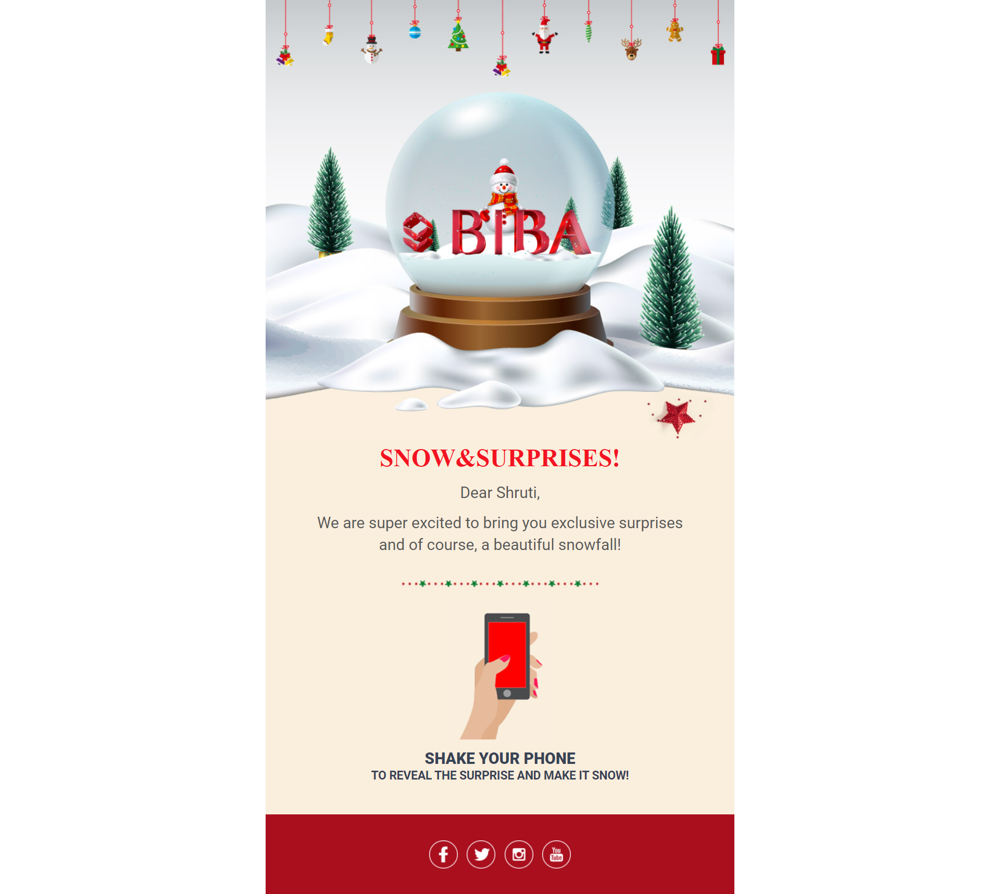 BIBA
SNOW&SURPRISES!
Dear Shruti,
We are super excited to bring you exclusive surprises
and of course, a beautiful snowfall!
SHAKE YOUR PHONE
TO REVEAL THE SURPRISE AND MAKE IT SNOW!
You
Tube